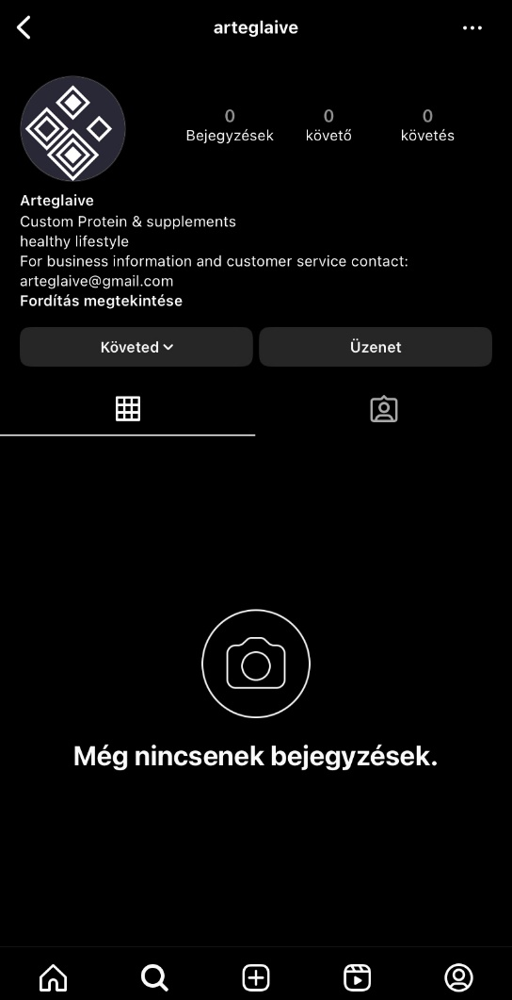 arteglaive
0
Bejegyzések
0
követő
0
követés
Arteglaive
Custom Protein & supplements
healthy lifestyle
For business information and customer service contact:
arteglaive@gmail.com
Fordítás megtekintése
Követed
Üzenet
Még nincsenek bejegyzések.